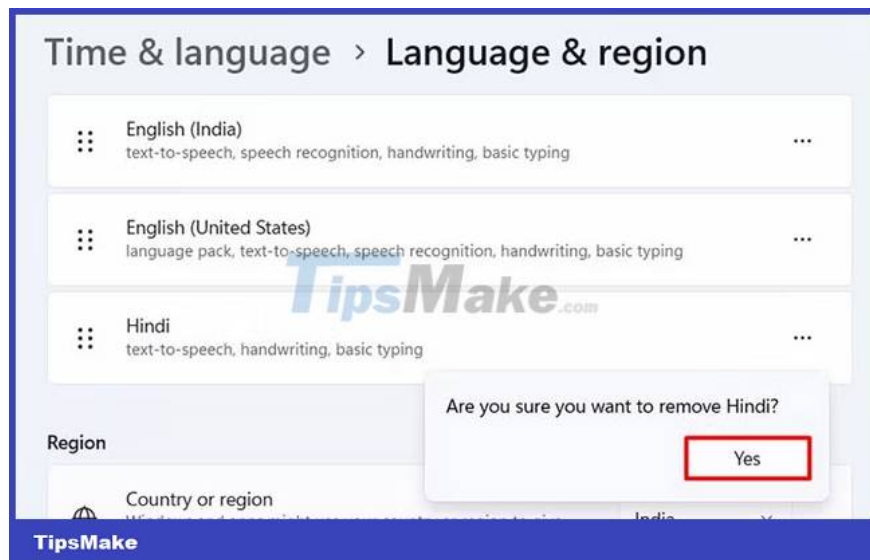 Time & language > Language & region
English (India)
text-to-speech, speech recognition, handwriting, basic typing
English (United States)
language pack, text-to-speech, speech recognition, handwriting, basic typing
TipsMake.com
Hindi
text-to-speech, handwriting, basic typing
Are you sure you want to remove Hindi?
Yes
Region
Country or region
India
TipsMake